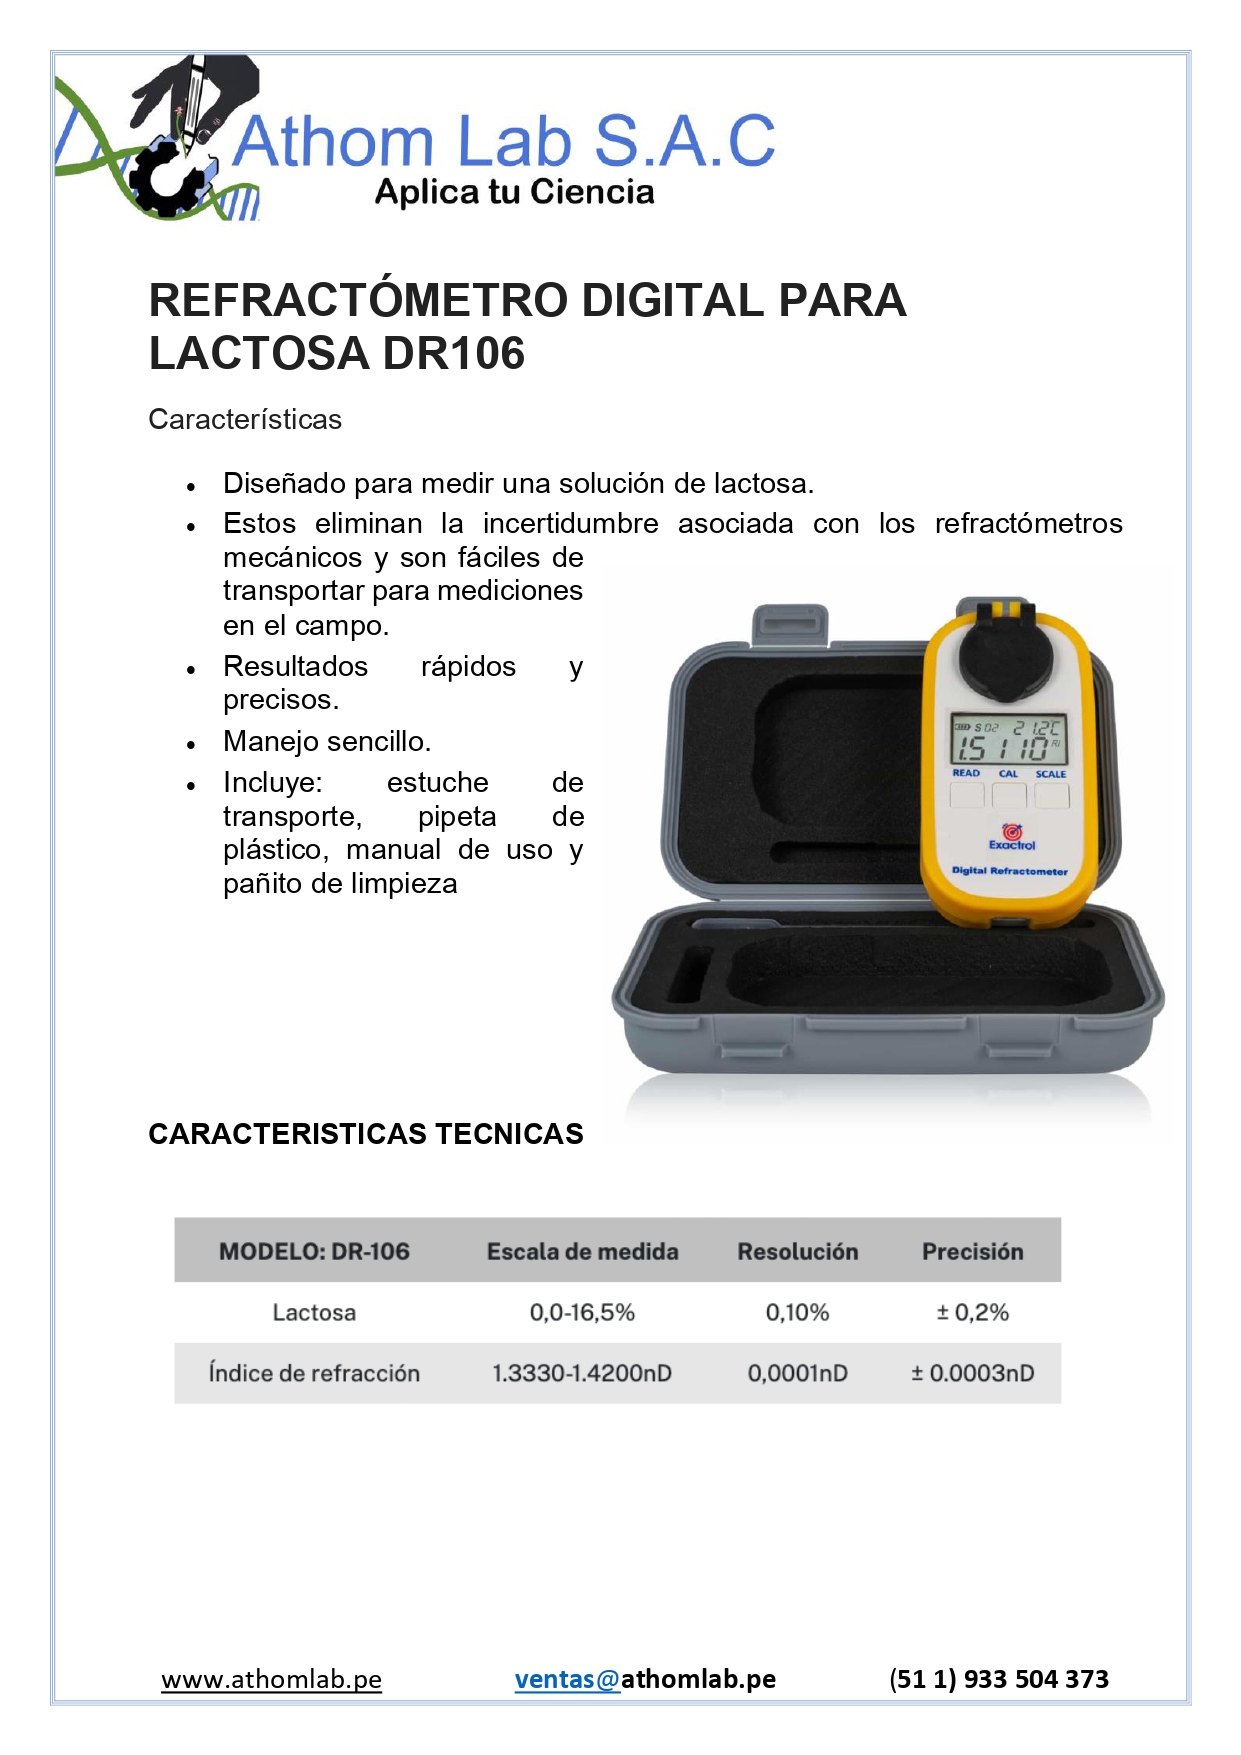 Athom Lab S.A.C
Aplica tu Ciencia
REFRACTÓMETRO DIGITAL PARA
LACTOSA DR106
Características
• Diseñado para medir una solución de lactosa.
• Estos eliminan la incertidumbre asociada con los refractómetros
mecánicos y son fáciles de
transportar para mediciones
en el campo.
• Resultados rápidos y
precisos.
• Manejo sencillo.
• Incluye: estuche de
transporte, pipeta de
plástico, manual de uso y
pañito de limpieza
S02 21.2°C
1.5110 RI
READ CAL SCALE
Exactrol
Digital Refractometer
CARACTERISTICAS TECNICAS
MODELO: DR-106 Escala de medida Resolución Precisión
Lactosa 0,0-16,5% 0,10% ± 0,2%
Índice de refracción 1.3330-1.4200nD 0,0001nD ± 0.0003nD
www.athomlab.pe ventas@athomlab.pe (51 1) 933 504 373